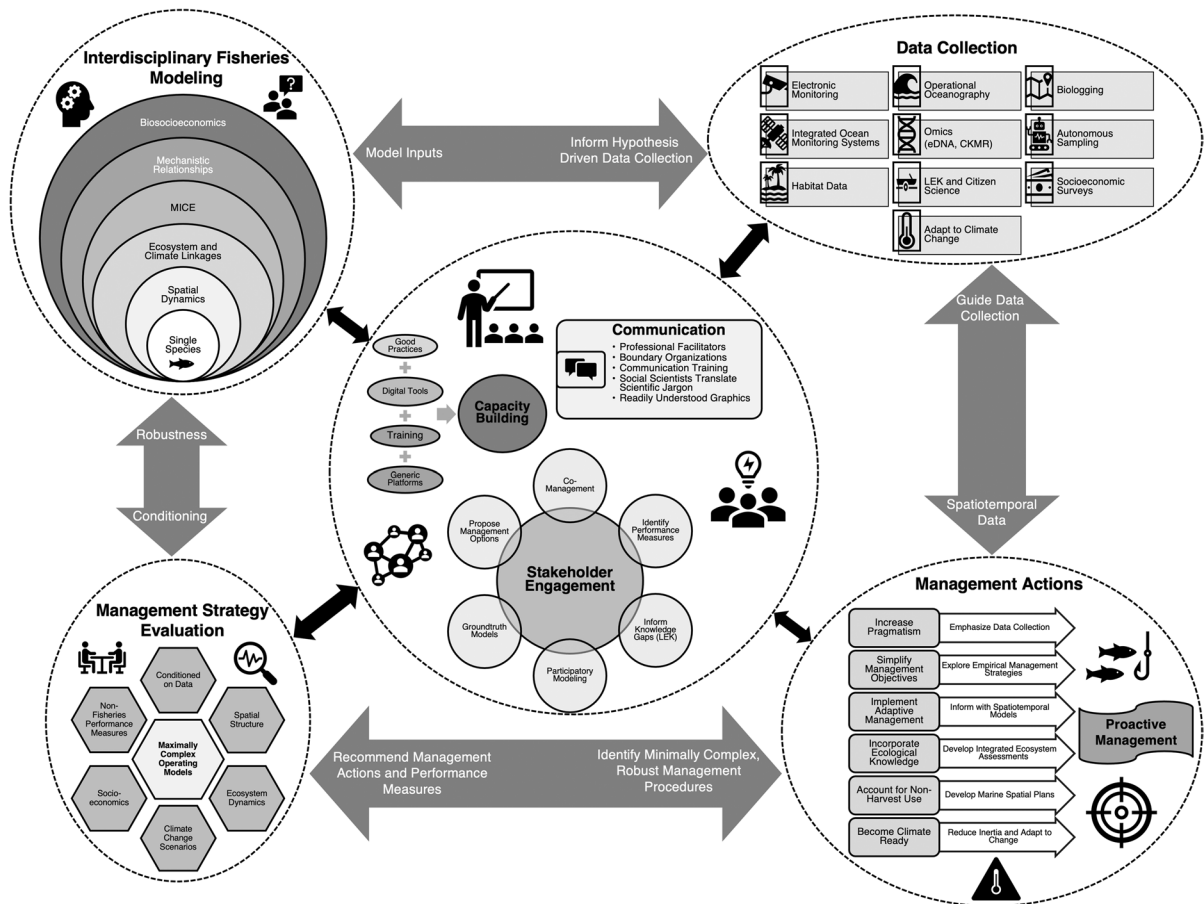 Interdisciplinary Fisheries
Modeling
Biosocioeconomics
Mechanistic
Relationships
MICE
Ecosystem and
Climate Linkages
Spatial
Dynamics
Single
Species
?
Model Inputs
Inform Hypothesis
Driven Data Collection
Data Collection
Electronic
Monitoring
Operational
Oceanography
Biologging
Integrated Ocean
Monitoring Systems
Omics
(eDNA, CKMR)
Autonomous
Sampling
Habitat Data
LEK and Citizen
Science
Socioeconomic
Surveys
Adapt to Climate
Change
Robustness
Conditioning
Good
Practices
+
Digital Tools
+
Training
+
Generic
Platforms
Capacity
Building
Communication
• Professional Facilitators
• Boundary Organizations
• Communication Training
• Social Scientists Translate
Scientific Jargon
• Readily Understood Graphics
Stakeholder
Engagement
Co-
Management
Identify
Performance
Measures
Inform
Knowledge
Gaps (LEK)
Participatory
Modeling
Groundtruth
Models
Propose
Management
Options
Guide Data
Collection
Spatiotemporal
Data
Management Strategy
Evaluation
Conditioned
on Data
Spatial
Structure
Ecosystem
Dynamics
Climate
Change
Scenarios
Socio-
economics
Non-
Fisheries
Performance
Measures
Maximally
Complex
Operating
Models
Recommend Management
Actions and Performance
Measures
Identify Minimally Complex,
Robust Management
Procedures
Management Actions
Increase
Pragmatism
Emphasize Data Collection
Simplify
Management
Objectives
Explore Empirical Management
Strategies
Implement
Adaptive
Management
Inform with Spatiotemporal
Models
Incorporate
Ecological
Knowledge
Develop Integrated Ecosystem
Assessments
Account for Non-
Harvest Use
Develop Marine Spatial Plans
Become Climate
Ready
Reduce Inertia and Adapt to
Change
Proactive
Management